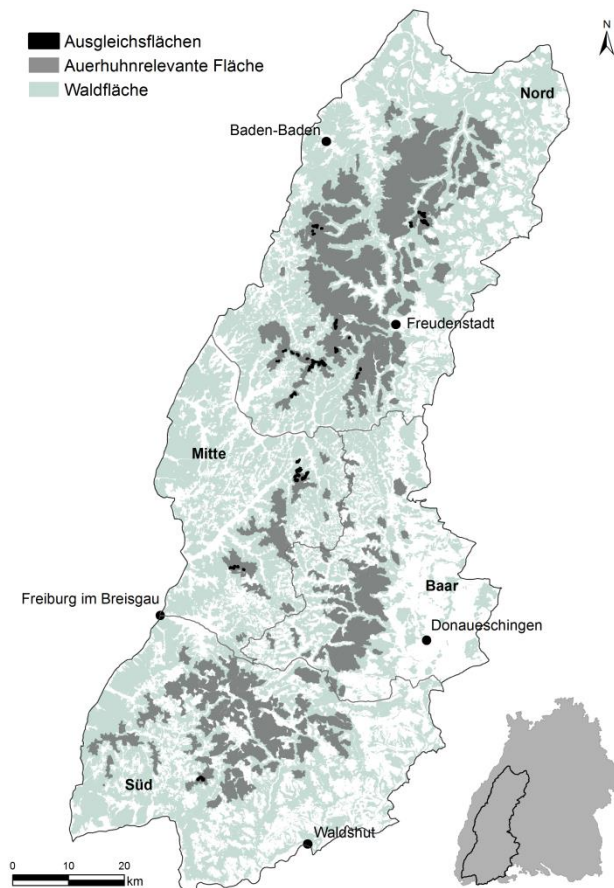 Ausgleichsflächen
Auerhuhnrelevante Fläche
Waldfläche
N
Nord
Baden-Baden
Freudenstadt
Mitte
Baar
Freiburg im Breisgau
Donaueschingen
Süd
Waldshut
0 10 20
km